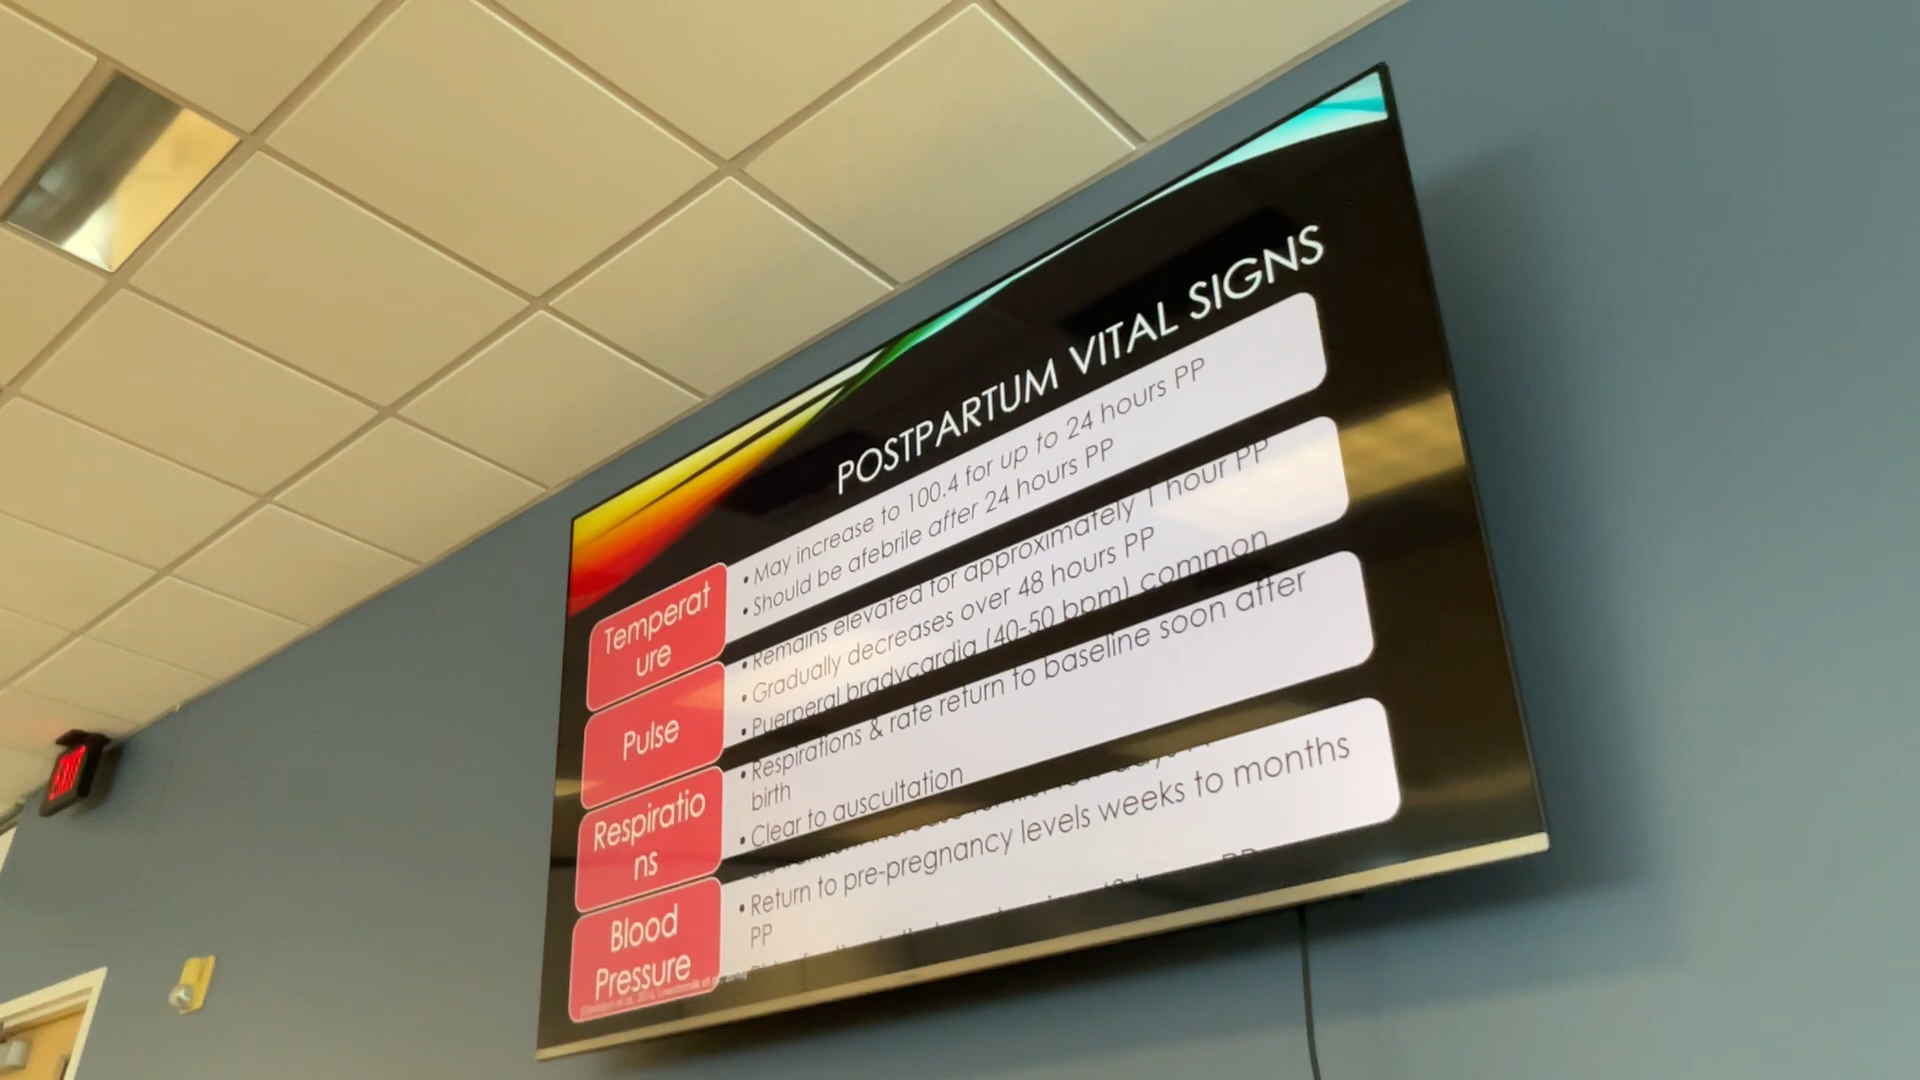 POSTPARTUM VITAL SIGNS
Temperat
ure
• May increase to 100.4 for up to 24 hours PP
• Should be afebrile after 24 hours PP
Pulse
• Remains elevated for approximately 1 hour PP
• Gradually decreases over 48 hours PP
• Puerperal bradycardia (40-50 bpm) common
Respiratio
ns
• Respirations & rate return to baseline soon after
birth
• Clear to auscultation
Blood
Pressure
• Return to pre-pregnancy levels weeks to months
PP
EXIT